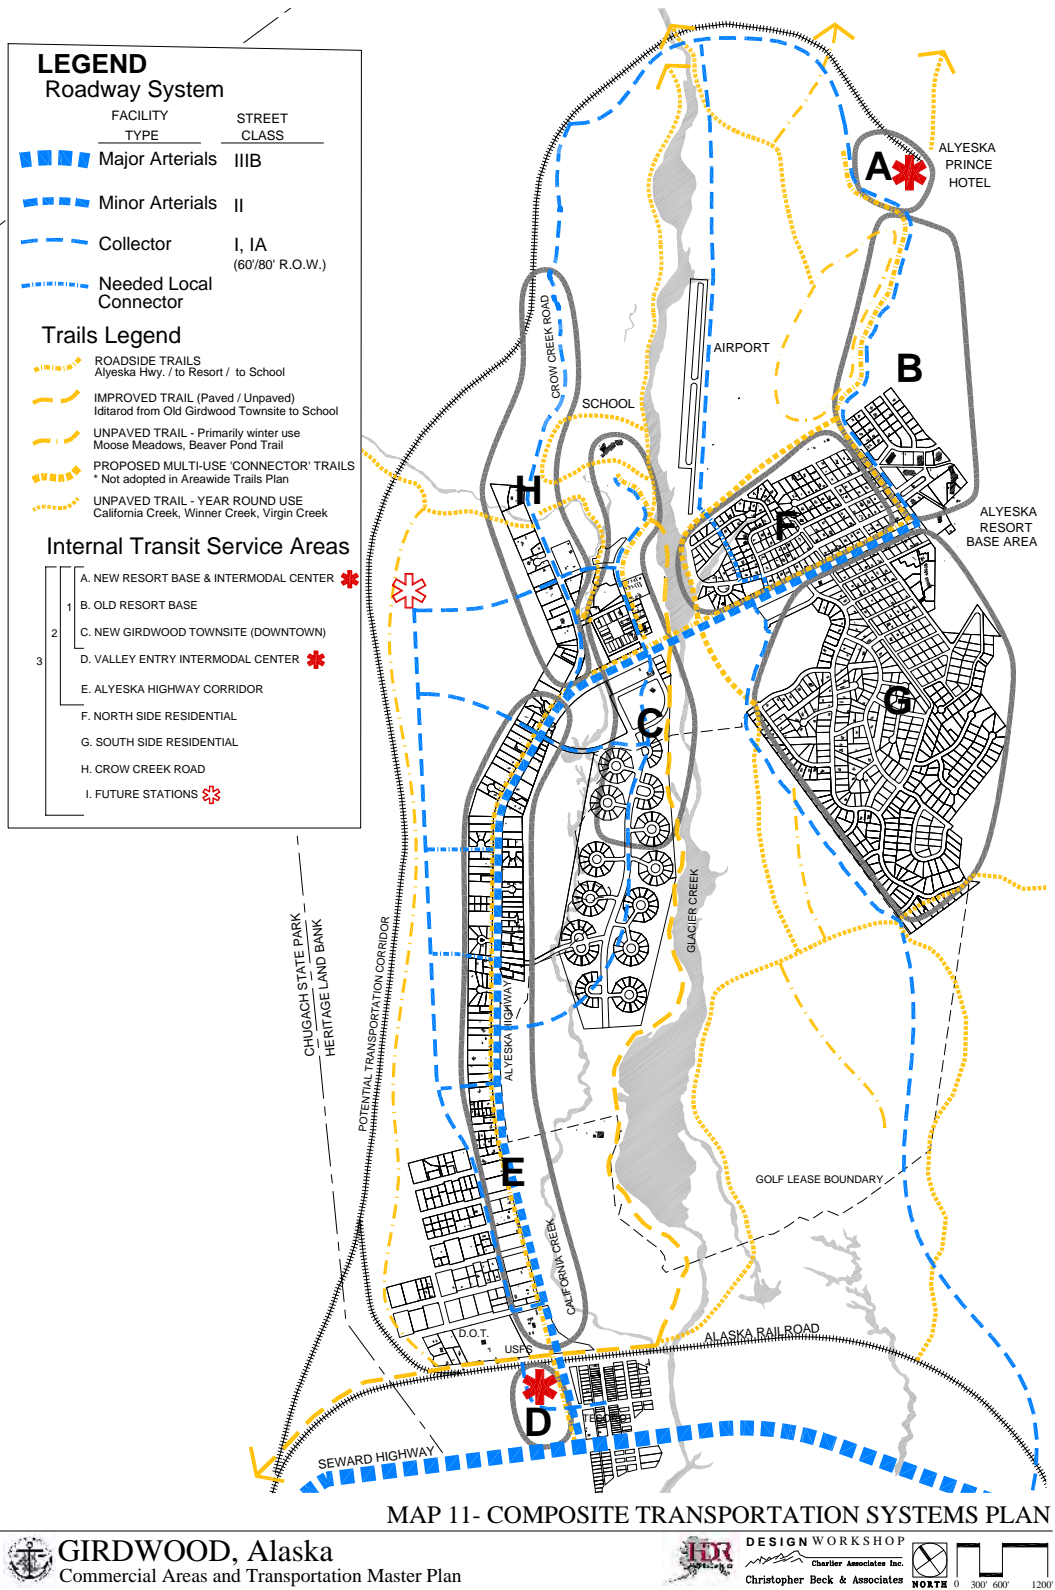 LEGEND
Roadway System
FACILITY TYPE
STREET CLASS
Major Arterials IIIB
Minor Arterials II
Collector I, IA
(60'/80' R.O.W.)
Needed Local
Connector
Trails Legend
ROADSIDE TRAILS
Alyeska Hwy. / to Resort / to School
IMPROVED TRAIL (Paved / Unpaved)
Iditarod from Old Girdwood Townsite to School
UNPAVED TRAIL - Primarily winter use
Moose Meadows, Beaver Pond Trail
PROPOSED MULTI-USE 'CONNECTOR' TRAILS
* Not adopted in Areawide Trails Plan
UNPAVED TRAIL - YEAR ROUND USE
California Creek, Winner Creek, Virgin Creek
Internal Transit Service Areas
A. NEW RESORT BASE & INTERMODAL CENTER
B. OLD RESORT BASE
C. NEW GIRDWOOD TOWNSITE (DOWNTOWN)
D. VALLEY ENTRY INTERMODAL CENTER
E. ALYESKA HIGHWAY CORRIDOR
F. NORTH SIDE RESIDENTIAL
G. SOUTH SIDE RESIDENTIAL
H. CROW CREEK ROAD
I. FUTURE STATIONS
1
2
3
A
ALYESKA
PRINCE
HOTEL
B
AIRPORT
CROW CREEK ROAD
SCHOOL
H
F
ALYESKA
RESORT
BASE AREA
G
C
GLACIER CREEK
CHUGACH STATE PARK
HERITAGE LAND BANK
POTENTIAL TRANSPORTATION CORRIDOR
ALYESKA HIGHWAY
E
GOLF LEASE BOUNDARY
CALIFORNIA CREEK
D.O.T.
USFS
ALASKA RAILROAD
D
SEWARD HIGHWAY
MAP 11- COMPOSITE TRANSPORTATION SYSTEMS PLAN
GIRDWOOD, Alaska
Commercial Areas and Transportation Master Plan
HDR
DESIGN WORKSHOP
Charlier Associates Inc.
Christopher Beck & Associates
NORTH
0 300' 600' 1200'